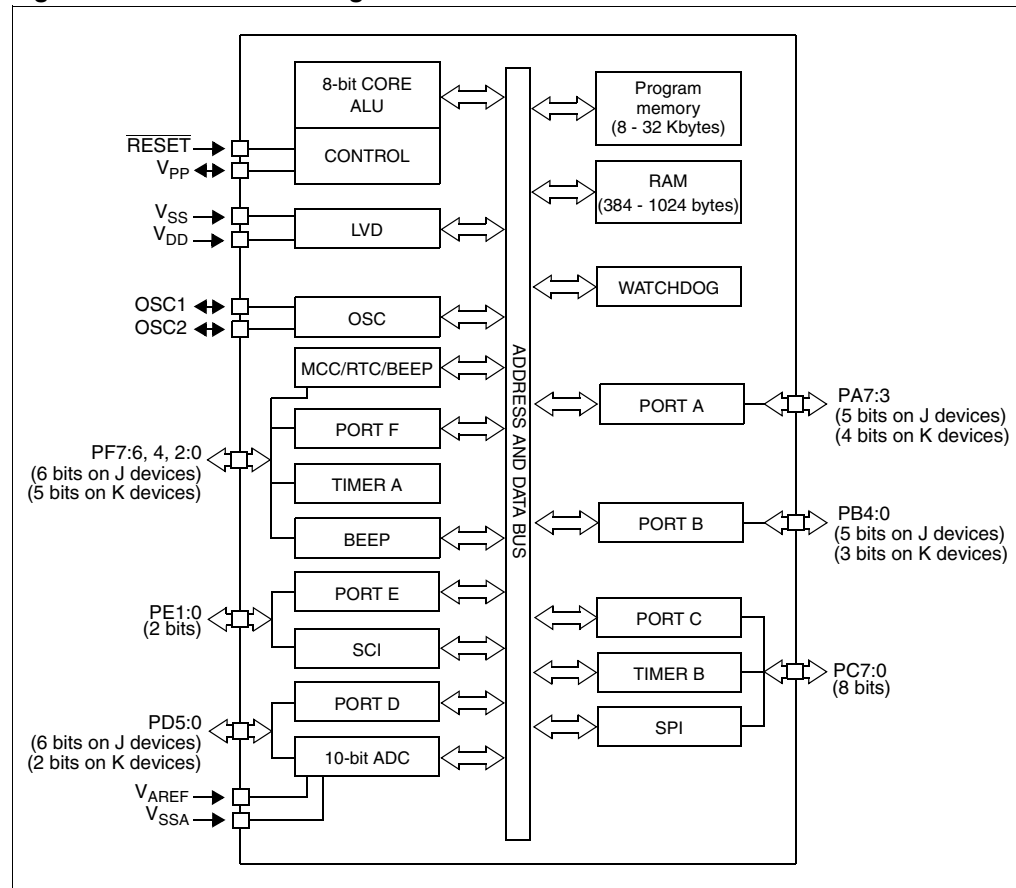 8-bit CORE
ALU
CONTROL
RESET
VPP
VSS
VDD
LVD
OSC1
OSC2
OSC
MCC/RTC/BEEP
PORT F
TIMER A
BEEP
PF7:6, 4, 2:0
(6 bits on J devices)
(5 bits on K devices)
PORT E
SCI
PE1:0
(2 bits)
PORT D
10-bit ADC
PD5:0
(6 bits on J devices)
(2 bits on K devices)
VAREF
VSSA
ADDRESS AND DATA BUS
Program
memory
(8 - 32 Kbytes)
RAM
(384 - 1024 bytes)
WATCHDOG
PORT A
PA7:3
(5 bits on J devices)
(4 bits on K devices)
PORT B
PB4:0
(5 bits on J devices)
(3 bits on K devices)
PORT C
TIMER B
SPI
PC7:0
(8 bits)